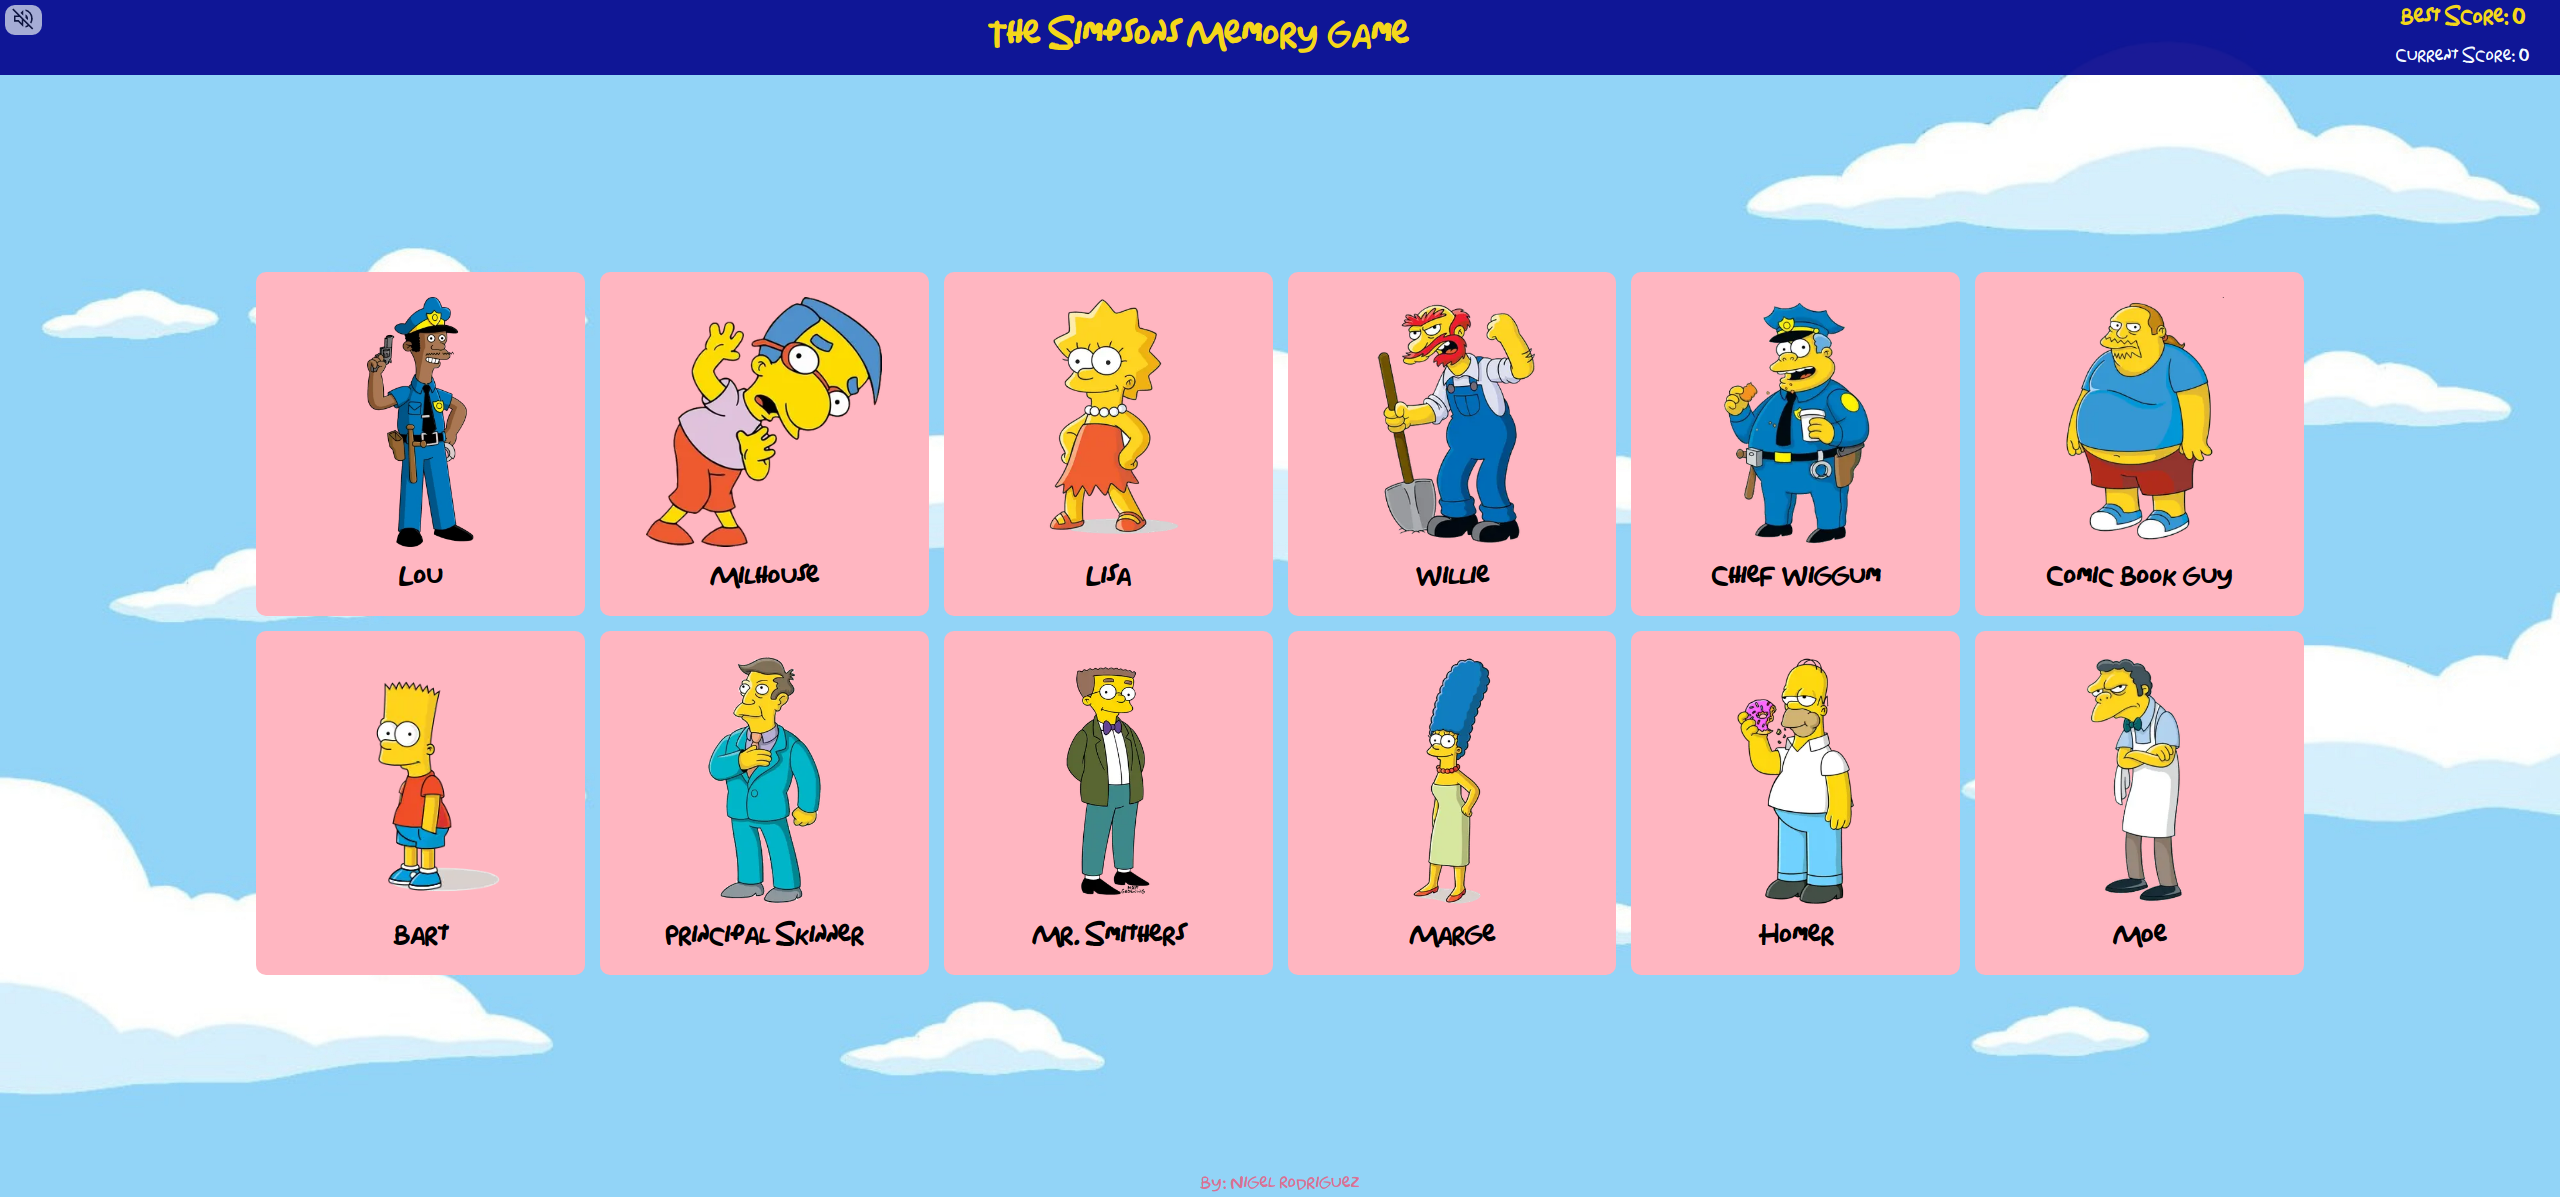 The Simpsons Memory Game
Best Score: 0
Current Score: 0
Lou
Milhouse
Lisa
Willie
Chief Wiggum
Comic Book Guy
Bart
Principal Skinner
Mr. Smithers
Marge
Homer
Moe
By: Nigel Rodriguez